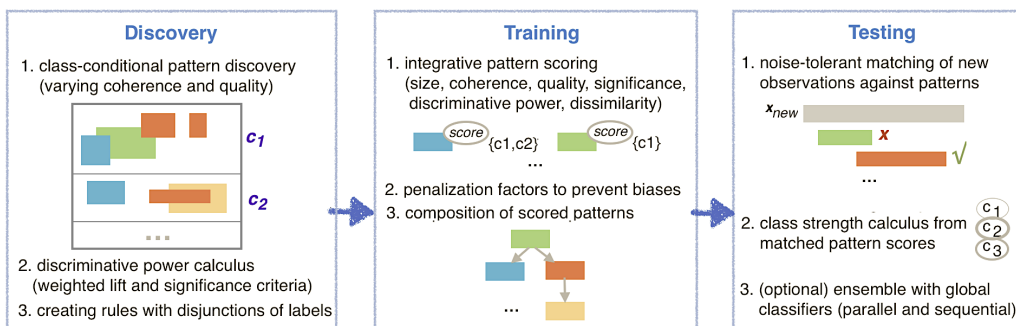 Discovery
1. class-conditional pattern discovery
(varying coherence and quality)
c1
c2
...
2. discriminative power calculus
(weighted lift and significance criteria)
3. creating rules with disjunctions of labels
Training
1. integrative pattern scoring
(size, coherence, quality, significance,
discriminative power, dissimilarity)
score {c1,c2} score {c1}
...
2. penalization factors to prevent biases
3. composition of scored patterns
...
Testing
1. noise-tolerant matching of new
observations against patterns
x_new
x
√
...
2. class strength calculus from
matched pattern scores
c1
c2
c3
3. (optional) ensemble with global
classifiers (parallel and sequential)